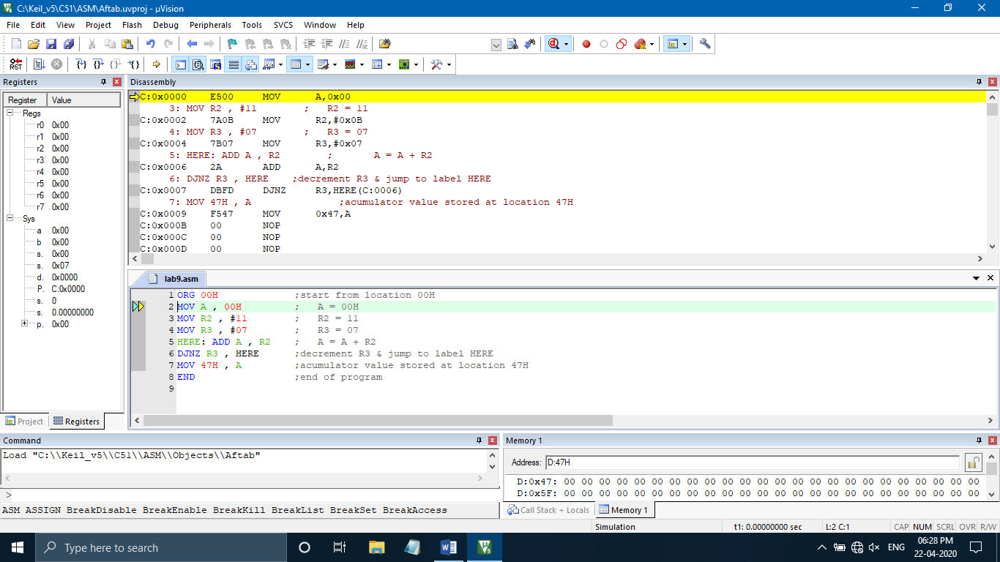 C:\Keil_v5\C51\ASM\Aftab.uvproj - µVision
File Edit View Project Flash Debug Peripherals Tools SVCS Window Help
RST
Registers
Register Value
Regs
r0 0x00
r1 0x00
r2 0x00
r3 0x00
r4 0x00
r5 0x00
r6 0x00
r7 0x00
Sys
a 0x00
b 0x00
s. 0x00
s. 0x07
d. 0x0000
P. C:0x0000
s. 0
s. 0.00000000
p. 0x00
Project Registers
Disassembly
C:0x0000 E500 MOV A,0x00
3: MOV R2 , #11 ; R2 = 11
C:0x0002 7A0B MOV R2,#0x0B
4: MOV R3 , #07 ; R3 = 07
C:0x0004 7B07 MOV R3,#0x07
5: HERE: ADD A , R2 ; A = A + R2
C:0x0006 2A ADD A,R2
6: DJNZ R3 , HERE ;decrement R3 & jump to label HERE
C:0x0007 DBFD DJNZ R3,HERE(C:0006)
7: MOV 47H , A ;acumulator value stored at location 47H
C:0x0009 F547 MOV 0x47,A
C:0x000B 00 NOP
C:0x000C 00 NOP
C:0x000D 00 NOP
lab9.asm
1 ORG 00H ;start from location 00H
2 MOV A , 00H ; A = 00H
3 MOV R2 , #11 ; R2 = 11
4 MOV R3 , #07 ; R3 = 07
5 HERE: ADD A , R2 ; A = A + R2
6 DJNZ R3 , HERE ;decrement R3 & jump to label HERE
7 MOV 47H , A ;acumulator value stored at location 47H
8 END ;end of program
9
Command
Load "C:\\Keil_v5\\C51\\ASM\\Objects\\Aftab"
>
ASM ASSIGN BreakDisable BreakEnable BreakKill BreakList BreakSet BreakAccess
Memory 1
Address: D:47H
D:0x47: 00 00 00 00 00 00 00 00 00 00 00 00 00 00 00 00 00 00 00 00 00 00 00 00
D:0x5F: 00 00 00 00 00 00 00 00 00 00 00 00 00 00 00 00 00 00 00 00 00 00 00 00
Call Stack + Locals Memory 1
Simulation t1: 0.00000000 sec L:2 C:1 CAP NUM SCRL OVR R/W
Type here to search
ENG
06:28 PM
22-04-2020